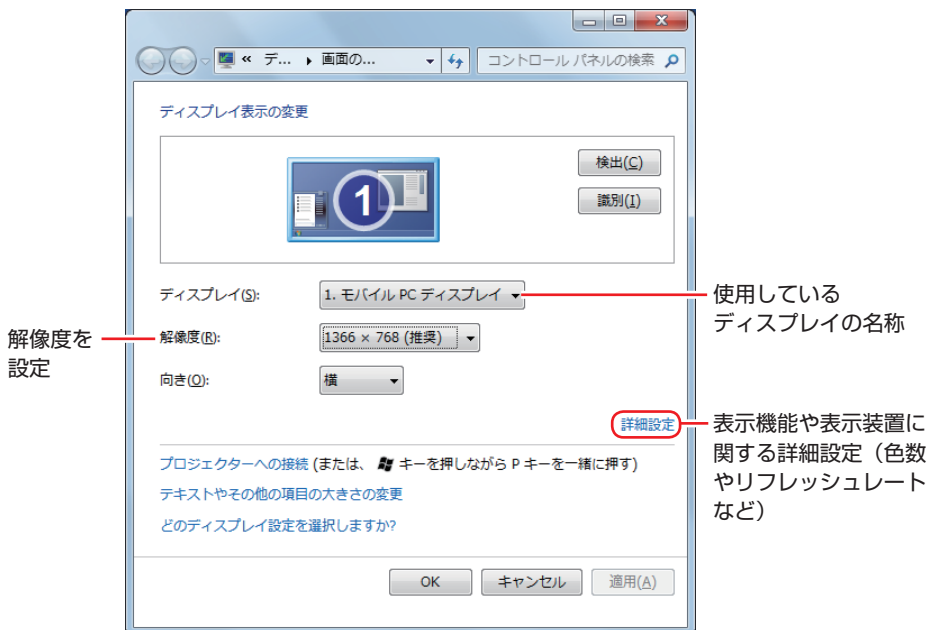 « デ... ▸ 画面の...
コントロール パネルの検索
ディスプレイ表示の変更
1
検出(C)
識別(I)
ディスプレイ(S):
1. モバイル PC ディスプレイ
使用している
ディスプレイの名称
解像度を
設定
解像度(R):
1366 × 768 (推奨)
向き(O):
横
詳細設定
表示機能や表示装置に
関する詳細設定（色数
やリフレッシュレート
など）
プロジェクターへの接続 (または、 キーを押しながら P キーを一緒に押す)
テキストやその他の項目の大きさの変更
どのディスプレイ設定を選択しますか?
OK
キャンセル
適用(A)